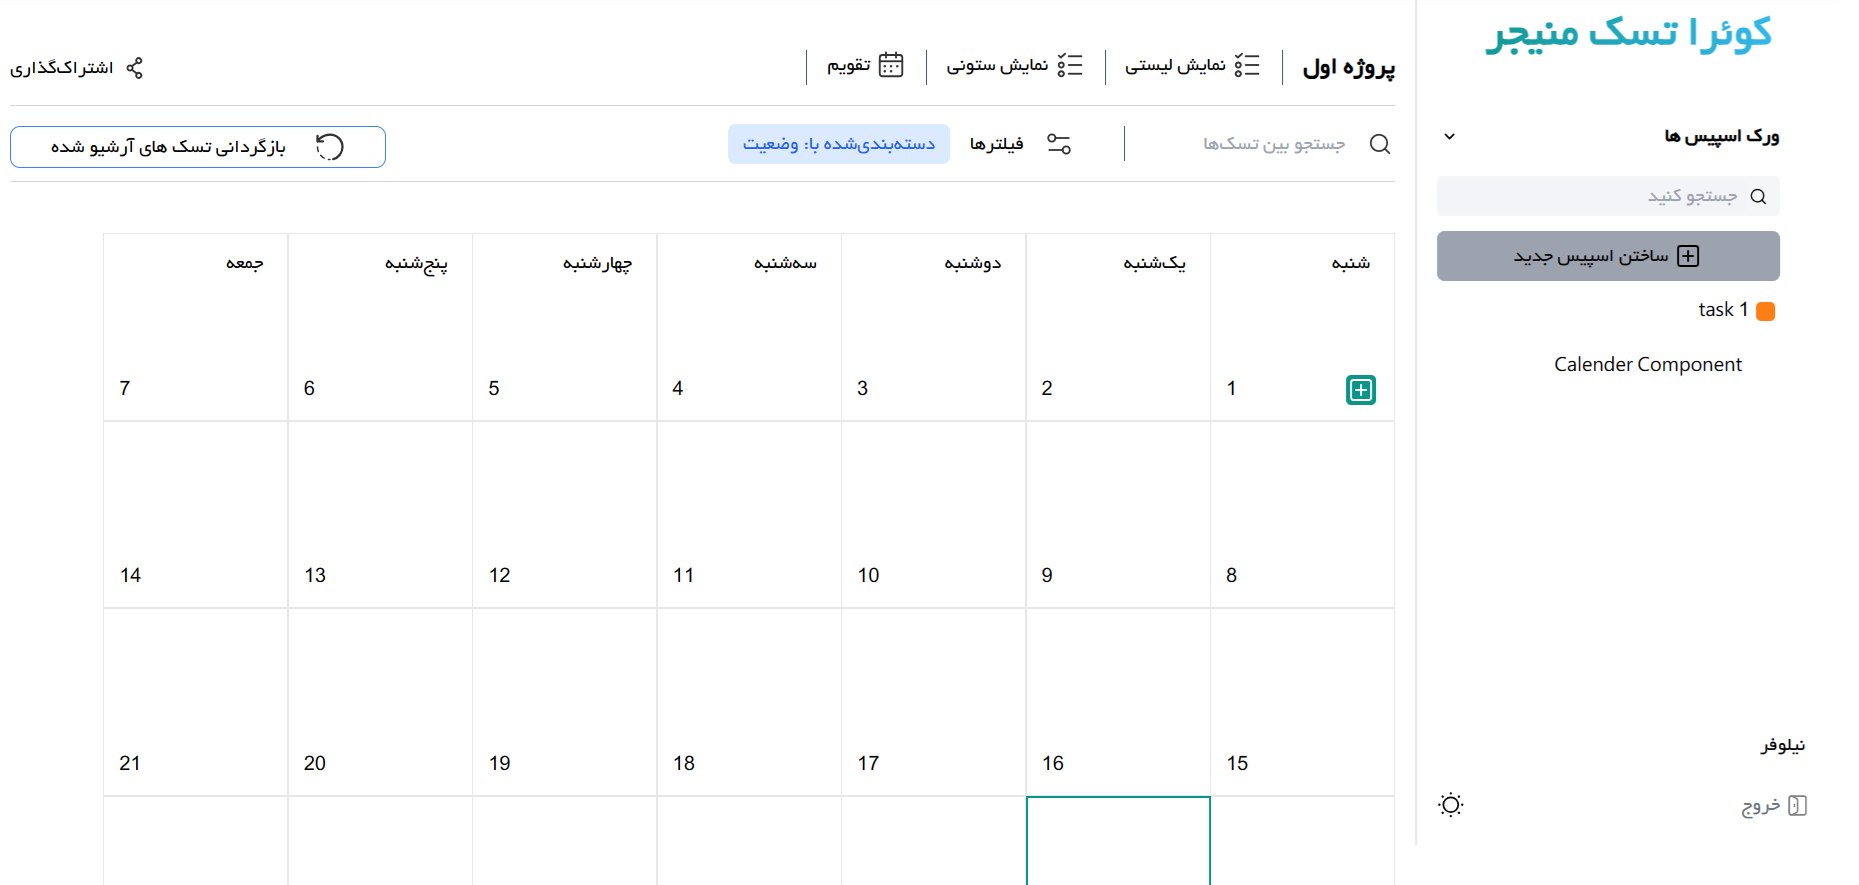 کوئرا تسک منیجر
ورک اسپیس ها
جستجو کنید
ساختن اسپیس جدید
task 1
Calender Component
نیلوفر
خروج
پروژه اول
نمایش لیستی
نمایش ستونی
تقویم
اشتراک‌گذاری
جستجو بین تسک‌ها
فیلترها
دسته‌بندی‌شده با: وضعیت
بازگردانی تسک های آرشیو شده
شنبه یک‌شنبه دوشنبه سه‌شنبه چهارشنبه پنج‌شنبه جمعه
1 2 3 4 5 6 7
8 9 10 11 12 13 14
15 16 17 18 19 20 21